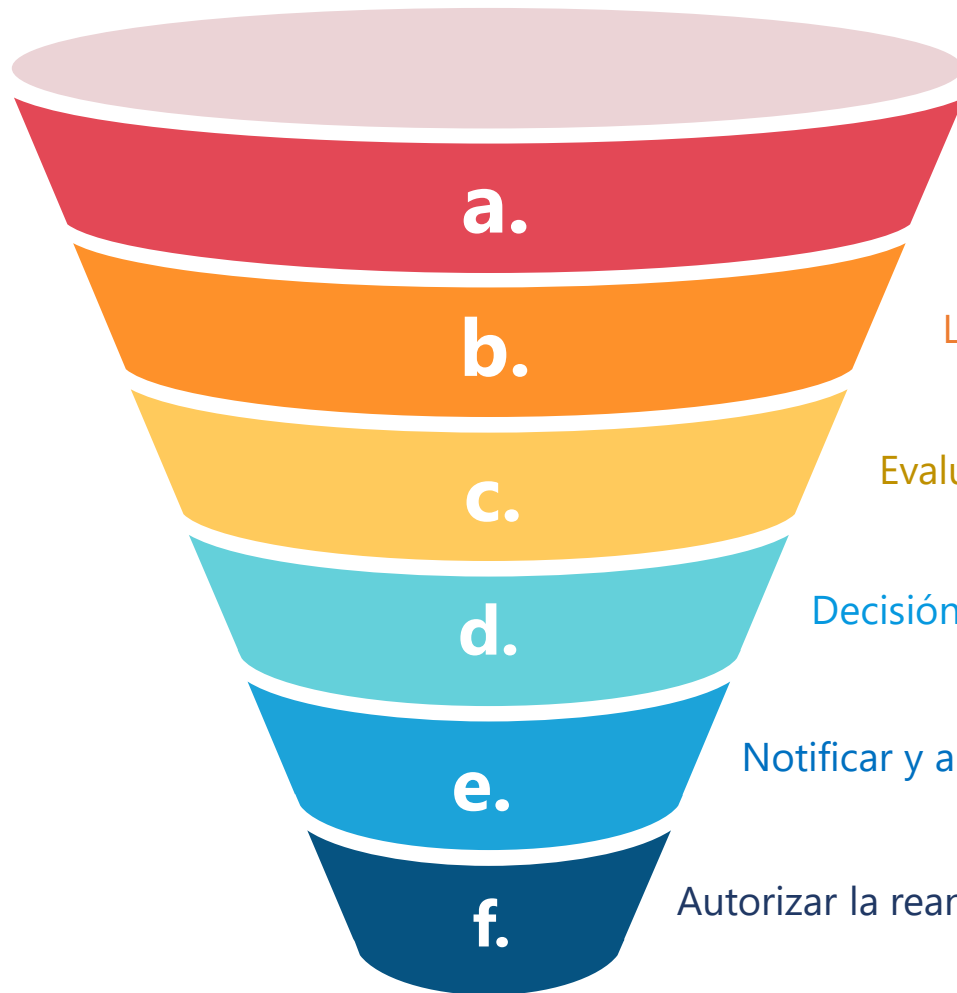 a.
b.
L
c.
Evalu
d.
Decisión
e.
Notificar y a
f.
Autorizar la rean